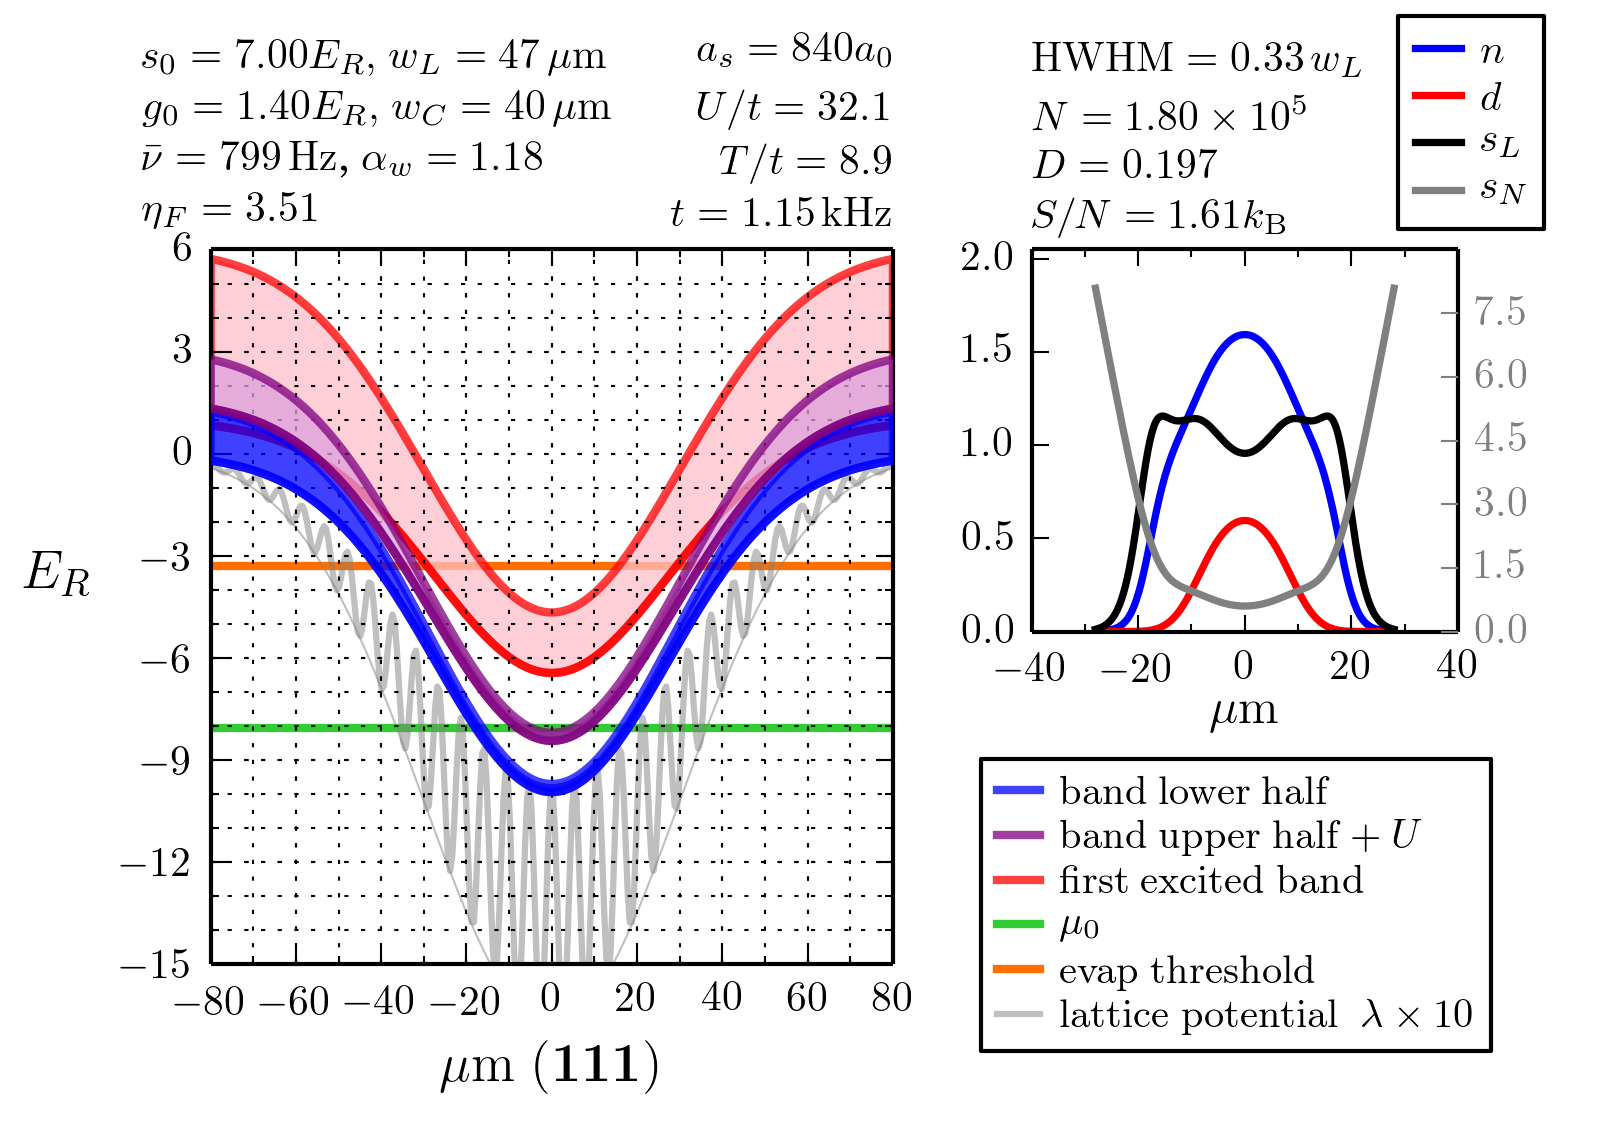 s₀ = 7.00E_R, w_L = 47 μm
g₀ = 1.40E_R, w_C = 40 μm
ν̄ = 799 Hz, α_w = 1.18
η_F = 3.51
a_s = 840a₀
U/t = 32.1
T/t = 8.9
t = 1.15 kHz
HWHM = 0.33 w_L
N = 1.80 × 10⁵
D = 0.197
S/N = 1.61k_B
n
d
s_L
s_N
6
3
0
−3
−6
−9
−12
−15
E_R
−80 −60 −40 −20 0 20 40 60 80
μm (111)
2.0
1.5
1.0
0.5
0.0
7.5
6.0
4.5
3.0
1.5
0.0
−40 −20 0 20 40
μm
band lower half
band upper half + U
first excited band
μ₀
evap threshold
lattice potential λ × 10